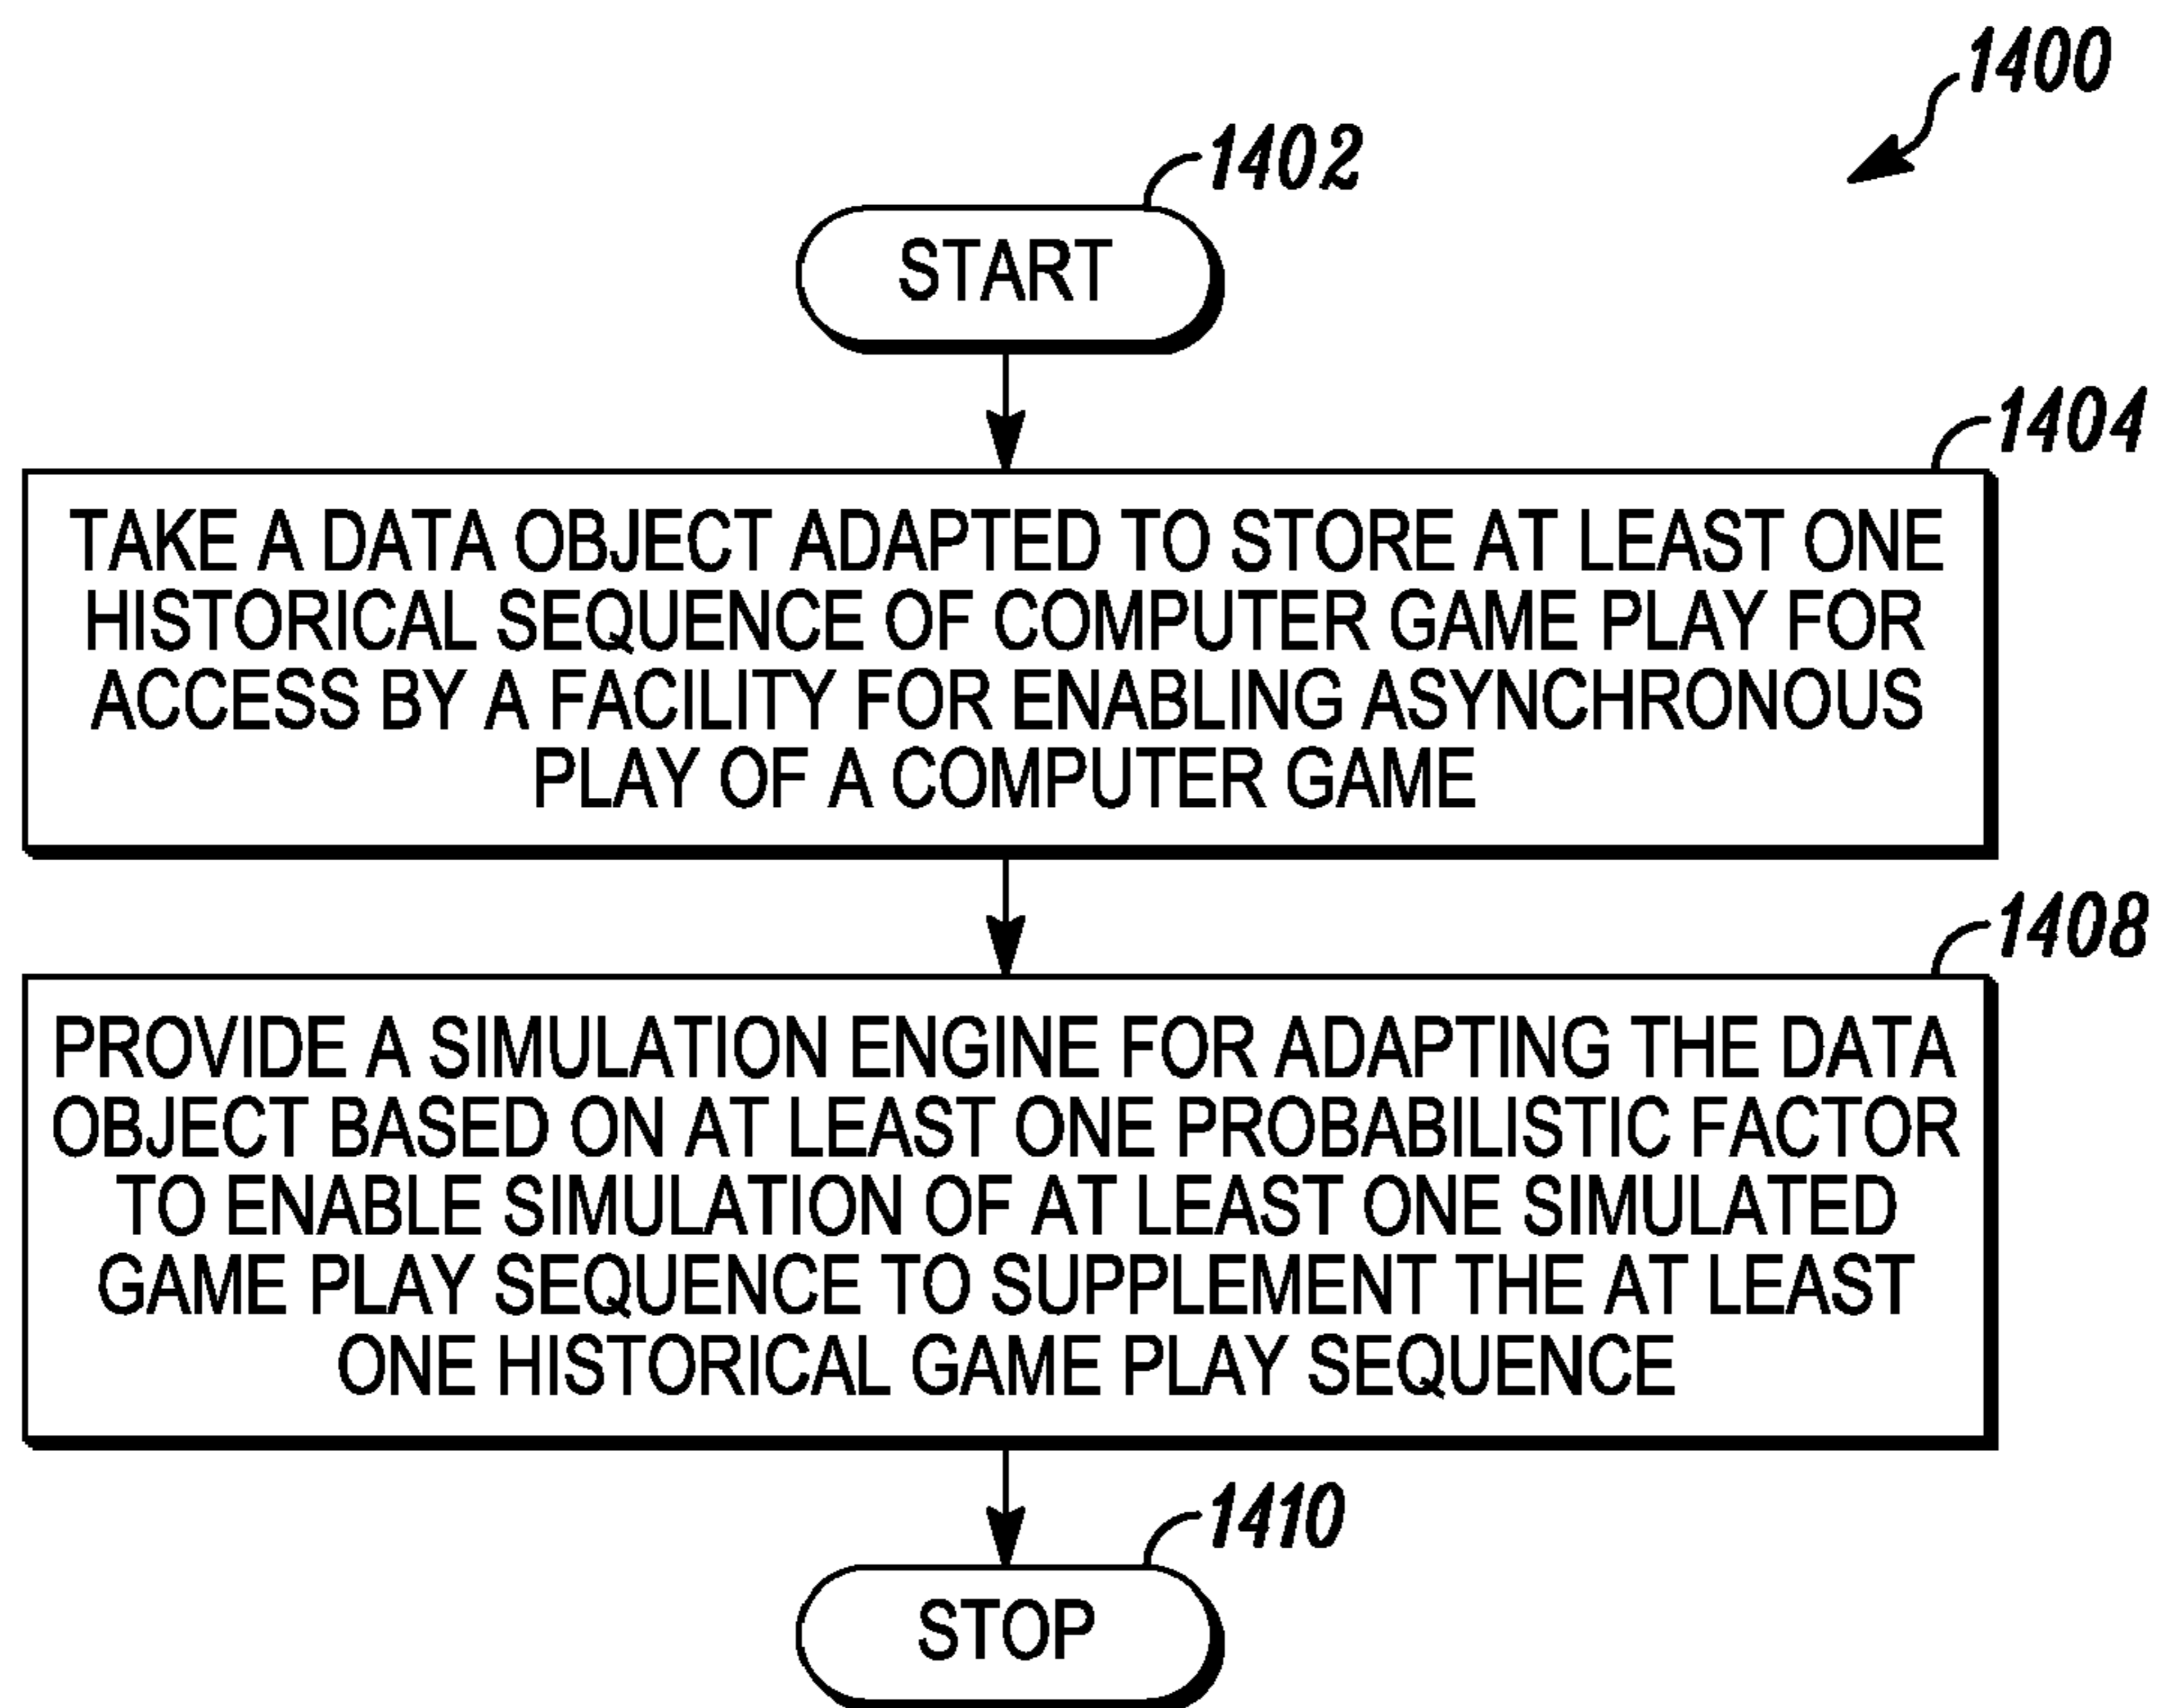 1400
1402
START
1404
TAKE A DATA OBJECT ADAPTED TO STORE AT LEAST ONE
HISTORICAL SEQUENCE OF COMPUTER GAME PLAY FOR
ACCESS BY A FACILITY FOR ENABLING ASYNCHRONOUS
PLAY OF A COMPUTER GAME
1408
PROVIDE A SIMULATION ENGINE FOR ADAPTING THE DATA
OBJECT BASED ON AT LEAST ONE PROBABILISTIC FACTOR
TO ENABLE SIMULATION OF AT LEAST ONE SIMULATED
GAME PLAY SEQUENCE TO SUPPLEMENT THE AT LEAST
ONE HISTORICAL GAME PLAY SEQUENCE
1410
STOP